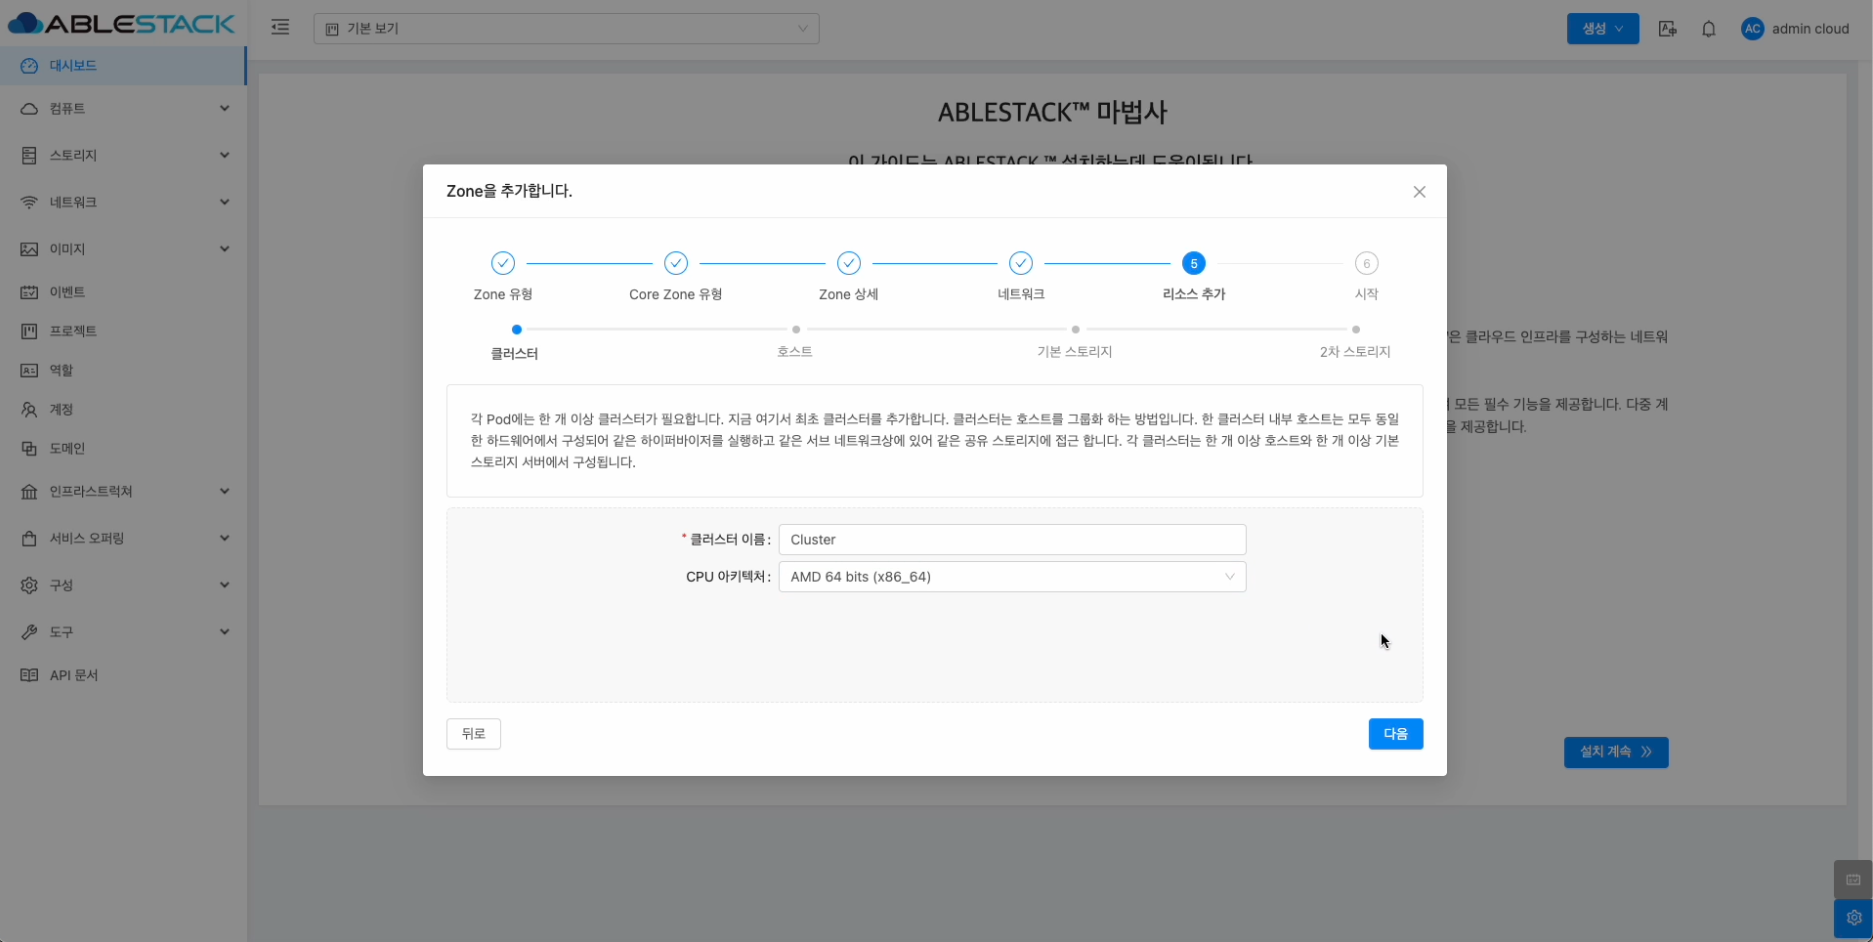 ABLESTACK
기본 보기
생성
AC
admin cloud
대시보드
컴퓨트
스토리지
네트워크
이미지
이벤트
프로젝트
역할
계정
도메인
인프라스트럭쳐
서비스 오퍼링
구성
도구
API 문서
ABLESTACK™ 마법사
이 가이드는 ABLESTACK ™ 설치하는데 도움이됩니다
Zone을 추가합니다.
5
6
Zone 유형
Core Zone 유형
Zone 상세
네트워크
리소스 추가
시작
클러스터
호스트
기본 스토리지
2차 스토리지
각 Pod에는 한 개 이상 클러스터가 필요합니다. 지금 여기서 최초 클러스터를 추가합니다. 클러스터는 호스트를 그룹화 하는 방법입니다. 한 클러스터 내부 호스트는 모두 동일
한 하드웨어에서 구성되어 같은 하이퍼바이저를 실행하고 같은 서브 네트워크상에 있어 같은 공유 스토리지에 접근 합니다. 각 클러스터는 한 개 이상 호스트와 한 개 이상 기본
스토리지 서버에서 구성됩니다.
* 클러스터 이름 :
Cluster
CPU 아키텍처 :
AMD 64 bits (x86_64)
뒤로
다음
은 클라우드 인프라를 구성하는 네트워
모든 필수 기능을 제공합니다. 다중 계
을 제공합니다.
설치 계속